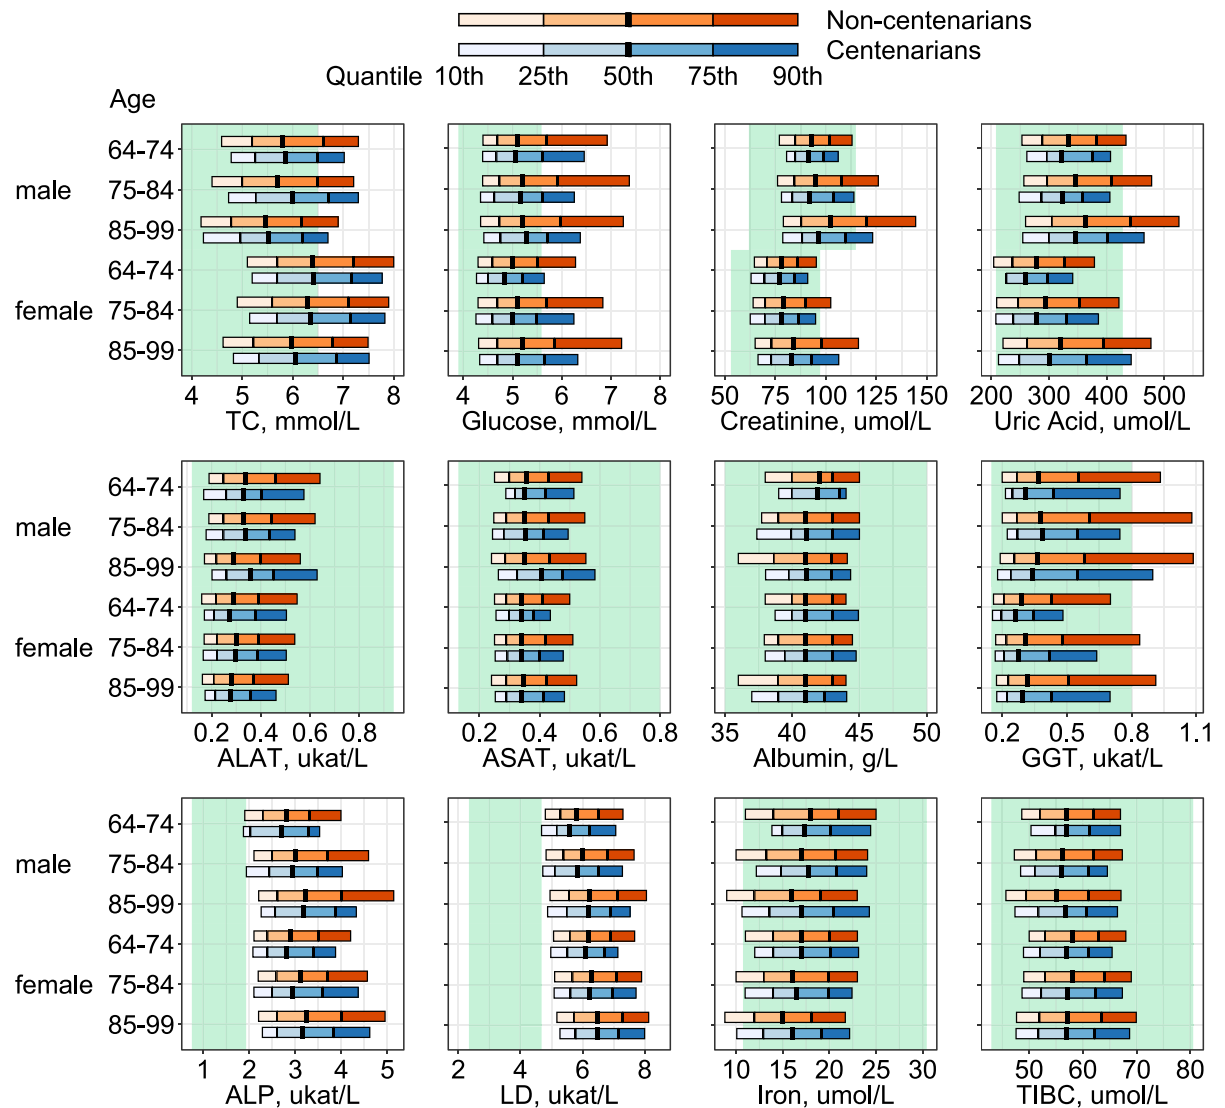 Non-centenarians
Centenarians
Quantile 10th 25th 50th 75th 90th
Age
64-74
male 75-84
85-99
64-74
female 75-84
85-99
4 5 6 7 8 4 5 6 7 8 50 75 100 125 150 200 300 400 500
TC, mmol/L Glucose, mmol/L Creatinine, umol/L Uric Acid, umol/L
64-74
male 75-84
85-99
64-74
female 75-84
85-99
0.2 0.4 0.6 0.8 0.2 0.4 0.6 0.8 35 40 45 50 0.2 0.5 0.8 1.1
ALAT, ukat/L ASAT, ukat/L Albumin, g/L GGT, ukat/L
64-74
male 75-84
85-99
64-74
female 75-84
85-99
1 2 3 4 5 2 4 6 8 10 15 20 25 30 50 60 70 80
ALP, ukat/L LD, ukat/L Iron, umol/L TIBC, umol/L